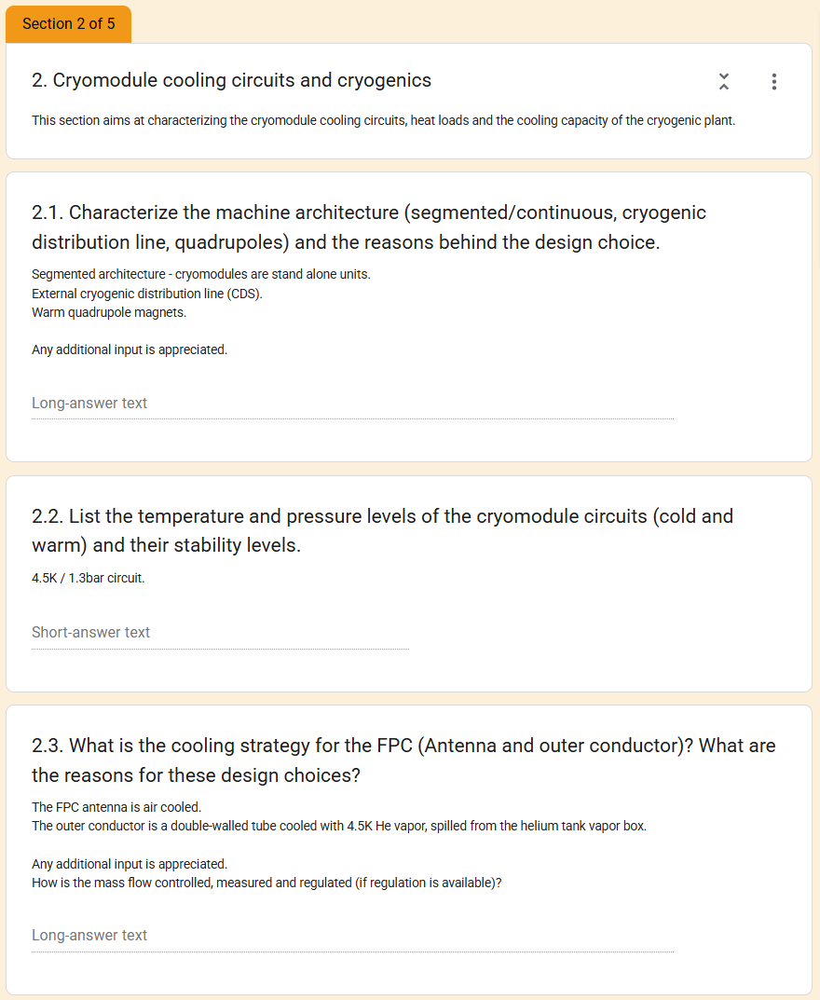 Section 2 of 5
2. Cryomodule cooling circuits and cryogenics
This section aims at characterizing the cryomodule cooling circuits, heat loads and the cooling capacity of the cryogenic plant.
2.1. Characterize the machine architecture (segmented/continuous, cryogenic
distribution line, quadrupoles) and the reasons behind the design choice.
Segmented architecture - cryomodules are stand alone units.
External cryogenic distribution line (CDS).
Warm quadrupole magnets.
Any additional input is appreciated.
Long-answer text
2.2. List the temperature and pressure levels of the cryomodule circuits (cold and
warm) and their stability levels.
4.5K / 1.3bar circuit.
Short-answer text
2.3. What is the cooling strategy for the FPC (Antenna and outer conductor)? What are
the reasons for these design choices?
The FPC antenna is air cooled.
The outer conductor is a double-walled tube cooled with 4.5K He vapor, spilled from the helium tank vapor box.
Any additional input is appreciated.
How is the mass flow controlled, measured and regulated (if regulation is available)?
Long-answer text